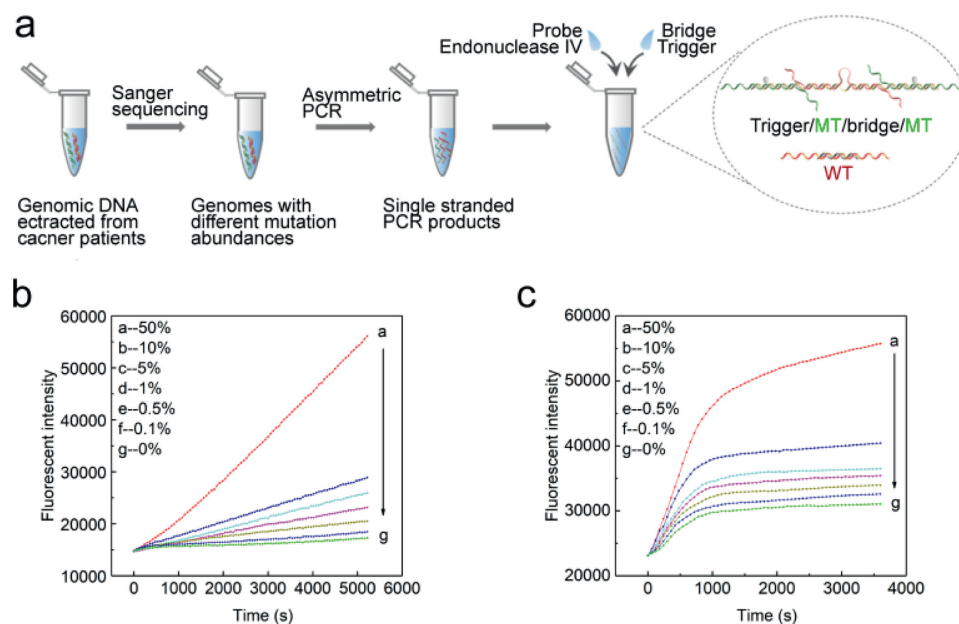 a
Probe
Endonuclease IV
Bridge
Trigger
Sanger
sequencing
Asymmetric
PCR
Trigger/MT/bridge/MT
WT
Genomic DNA
ectracted from
cacner patients
Genomes with
different mutation
abundances
Single stranded
PCR products
b
60000
50000
40000
30000
20000
10000
Fluorescent intensity
a--50%
b--10%
c--5%
d--1%
e--0.5%
f--0.1%
g--0%
a
g
0 1000 2000 3000 4000 5000 6000
Time (s)
c
60000
50000
40000
30000
20000
Fluorescent intensity
a--50%
b--10%
c--5%
d--1%
e--0.5%
f--0.1%
g--0%
a
g
0 1000 2000 3000 4000
Time (s)